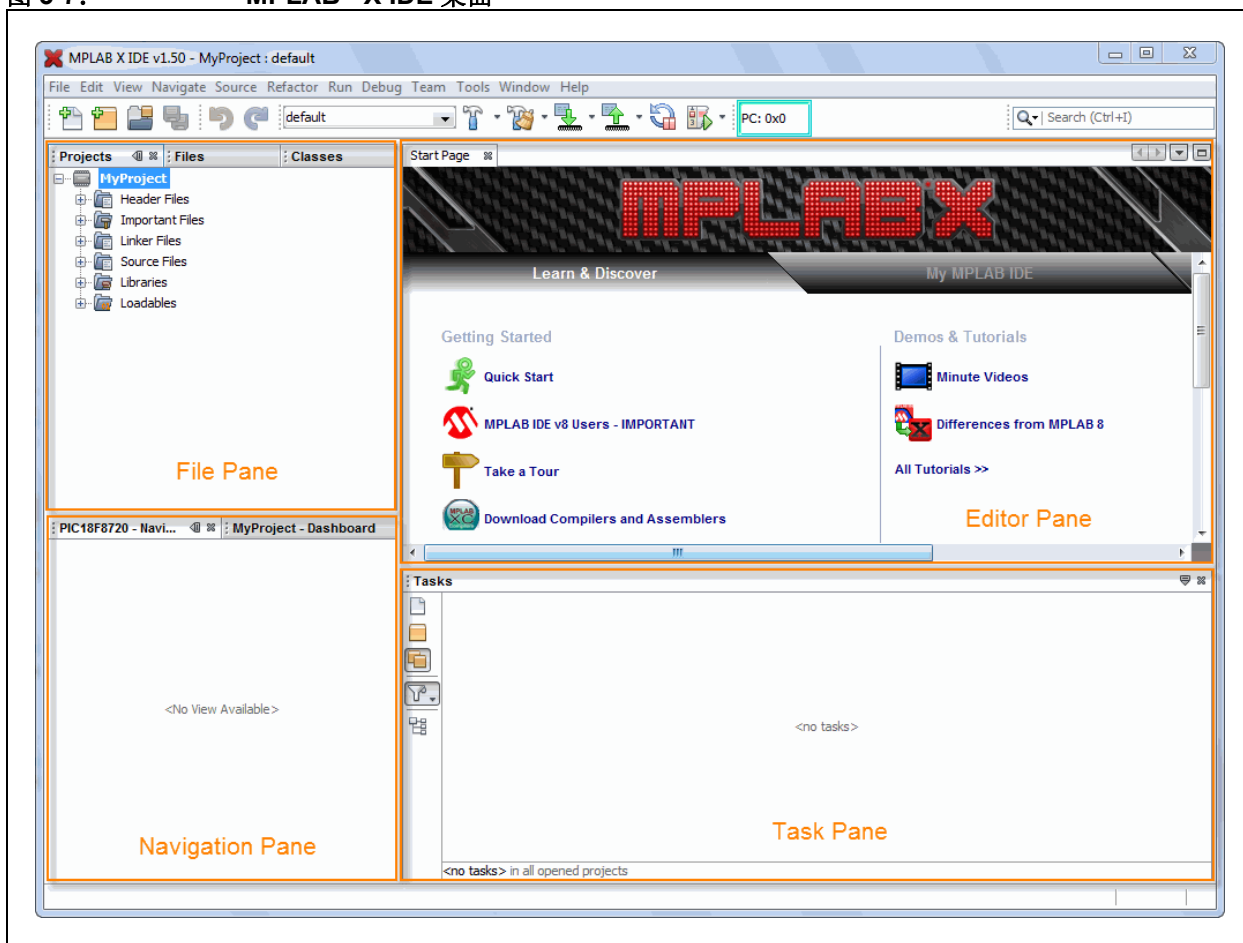 MPLAB X IDE v1.50 - MyProject : default
File Edit View Navigate Source Refactor Run Debug Team Tools Window Help
default
PC: 0x0
Search (Ctrl+I)
Projects
Files
Classes
Start Page
MyProject
Header Files
Important Files
Linker Files
Source Files
Libraries
Loadables
File Pane
MPLAB X
Learn & Discover
My MPLAB IDE
Getting Started
Quick Start
MPLAB IDE v8 Users - IMPORTANT
Take a Tour
Download Compilers and Assemblers
Demos & Tutorials
Minute Videos
Differences from MPLAB 8
All Tutorials >>
Editor Pane
PIC18F8720 - Navi...
MyProject - Dashboard
<No View Available>
Navigation Pane
Tasks
<no tasks>
Task Pane
<no tasks> in all opened projects